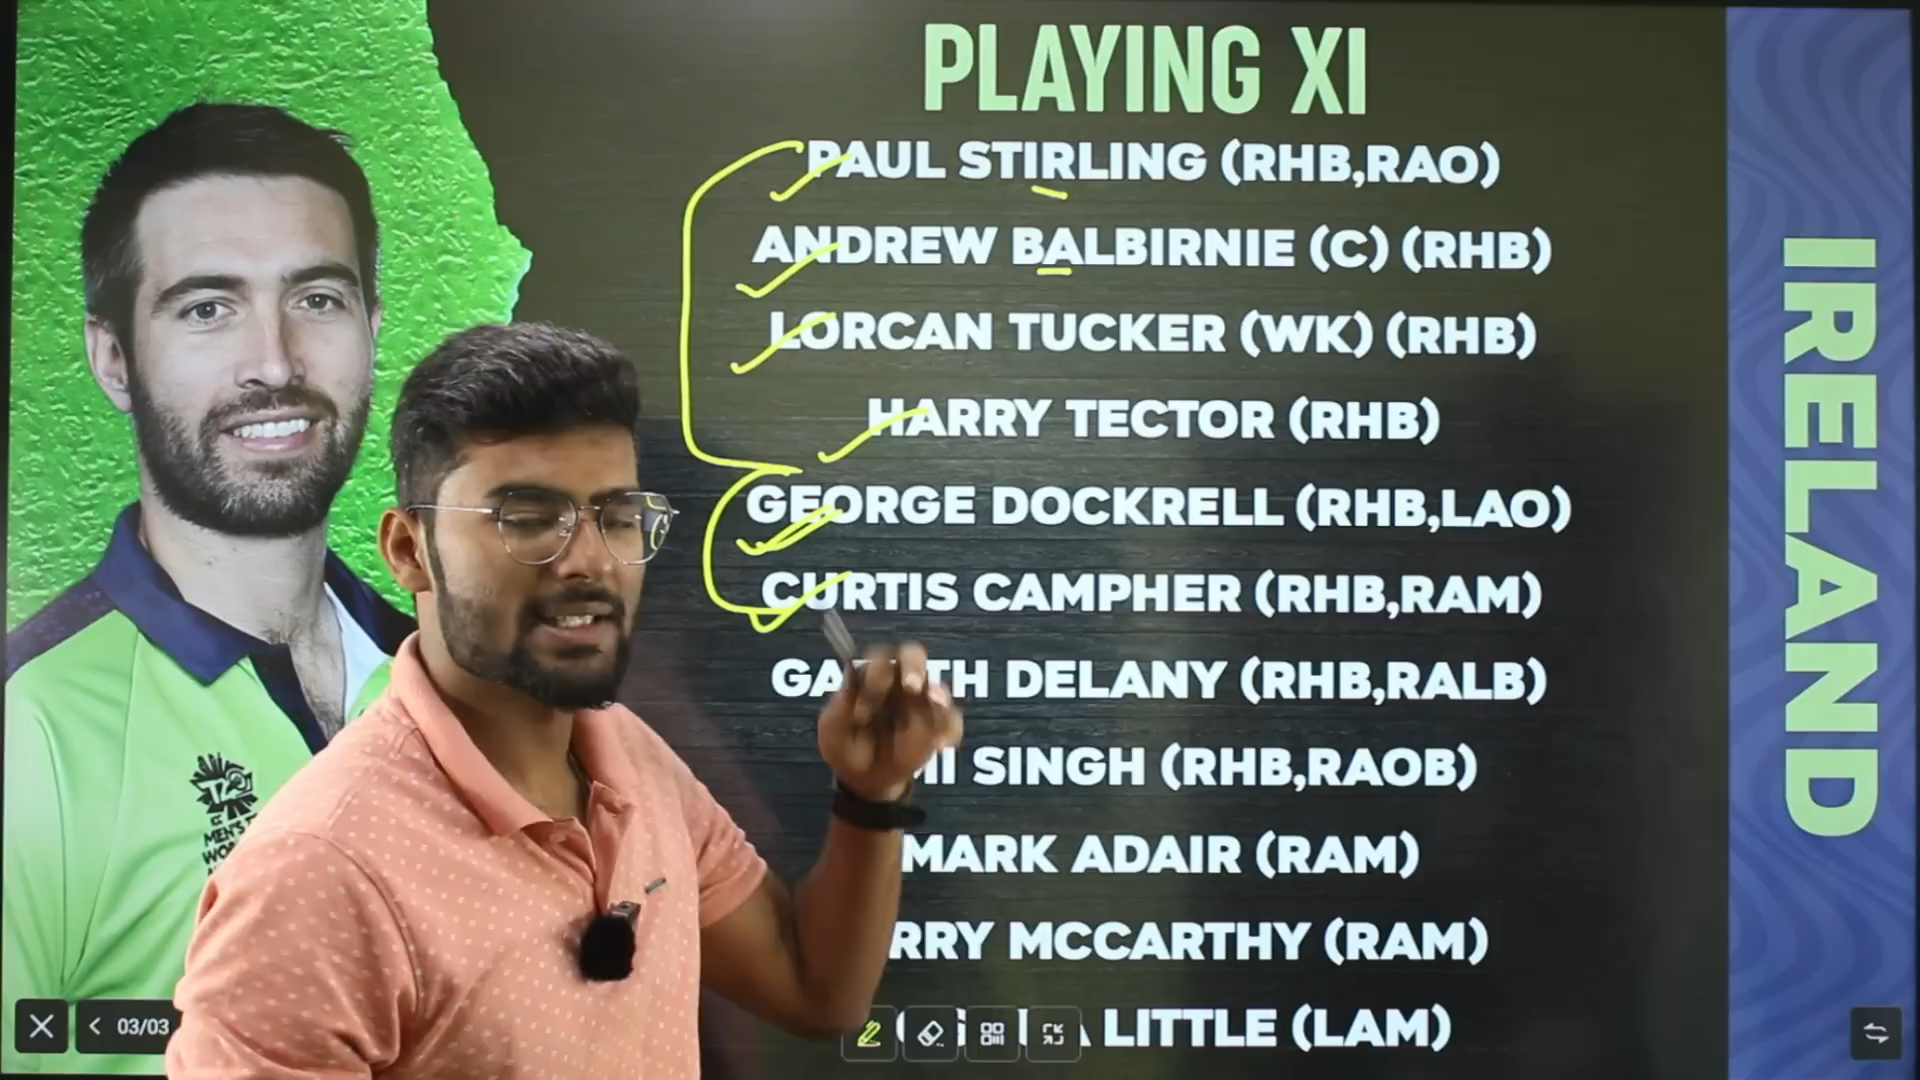 PLAYING XI
PAUL STIRLING (RHB,RAO)
ANDREW BALBIRNIE (C) (RHB)
LORCAN TUCKER (WK) (RHB)
HARRY TECTOR (RHB)
GEORGE DOCKRELL (RHB,LAO)
CURTIS CAMPHER (RHB,RAM)
DELANY (RHB,RALB)
SINGH (RHB,RAOB)
MARK ADAIR (RAM)
MCCARTHY (RAM)
LITTLE (LAM)
IRELAND
T20
MEN'S
03/03